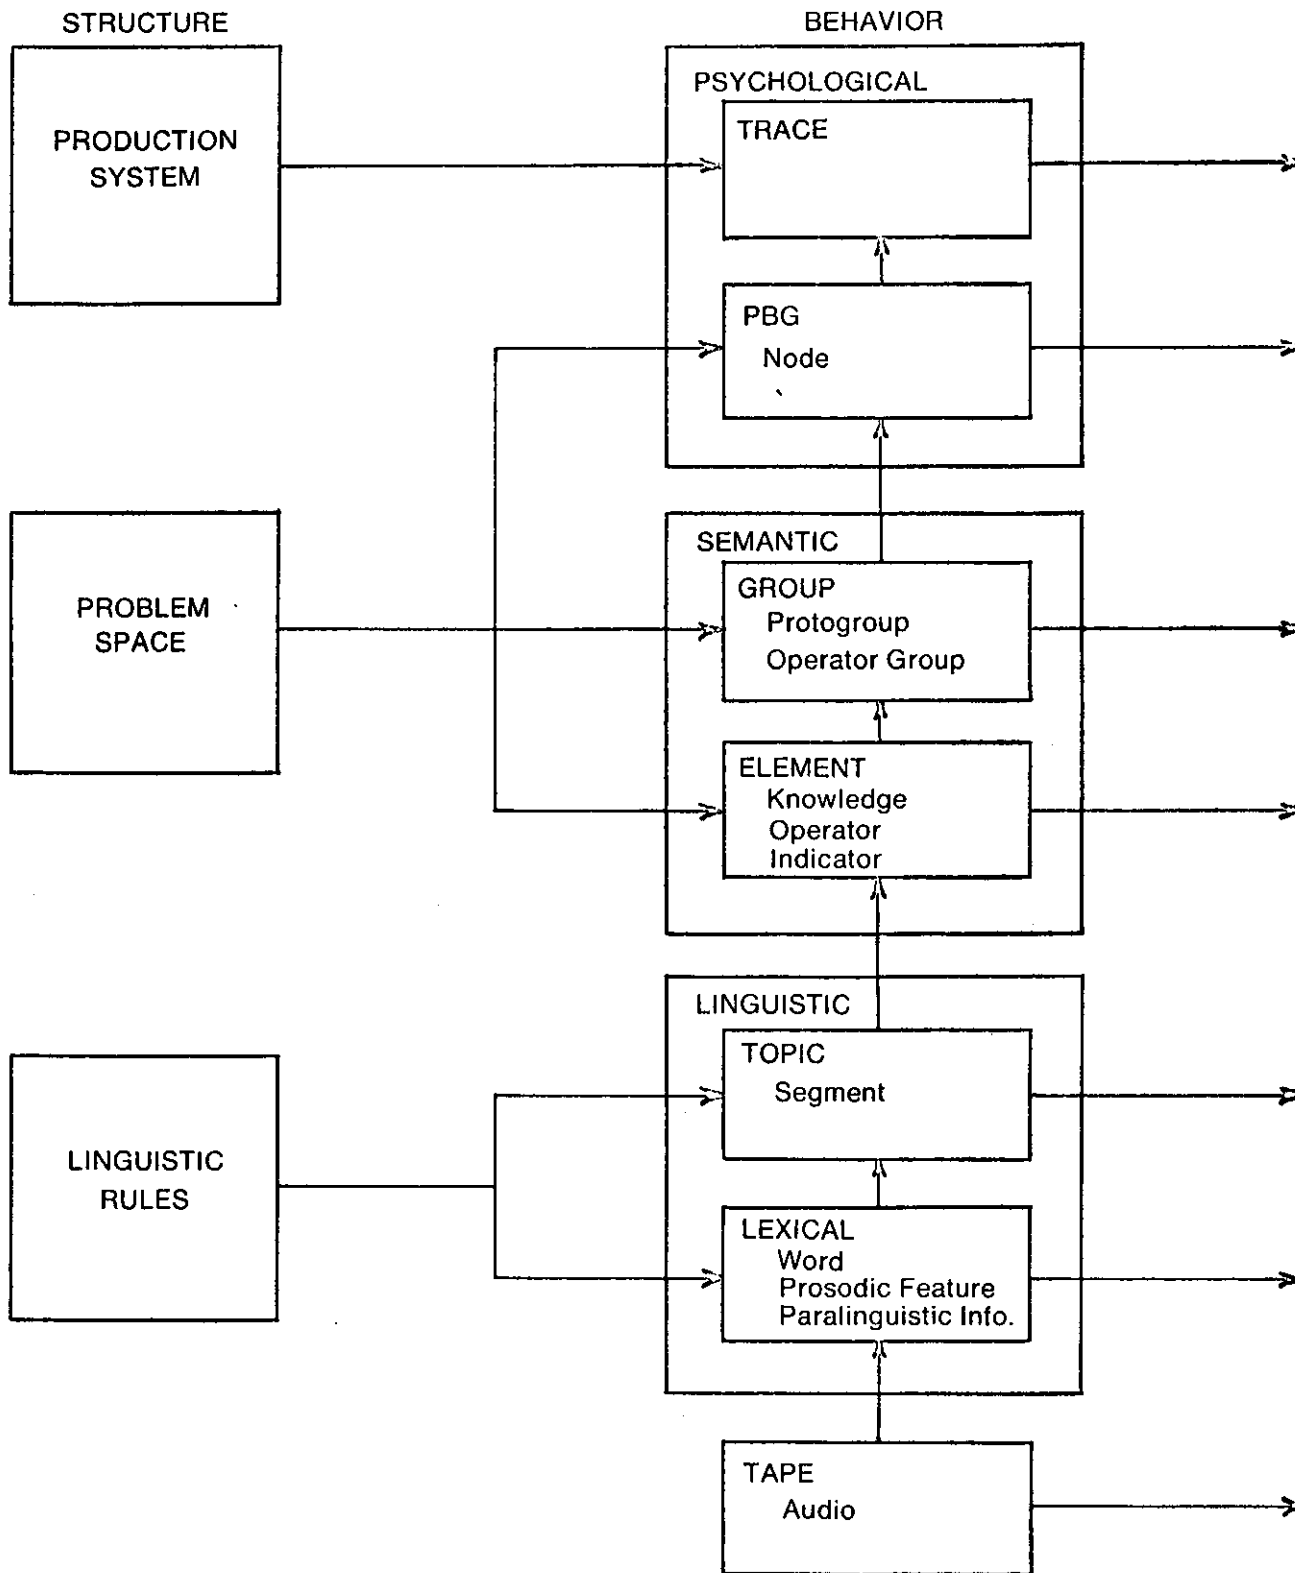 STRUCTURE
BEHAVIOR
PRODUCTION
SYSTEM
PSYCHOLOGICAL
TRACE
PBG
Node
PROBLEM
SPACE
SEMANTIC
GROUP
Protogroup
Operator Group
ELEMENT
Knowledge
Operator
Indicator
LINGUISTIC
RULES
LINGUISTIC
TOPIC
Segment
LEXICAL
Word
Prosodic Feature
Paralinguistic Info.
TAPE
Audio